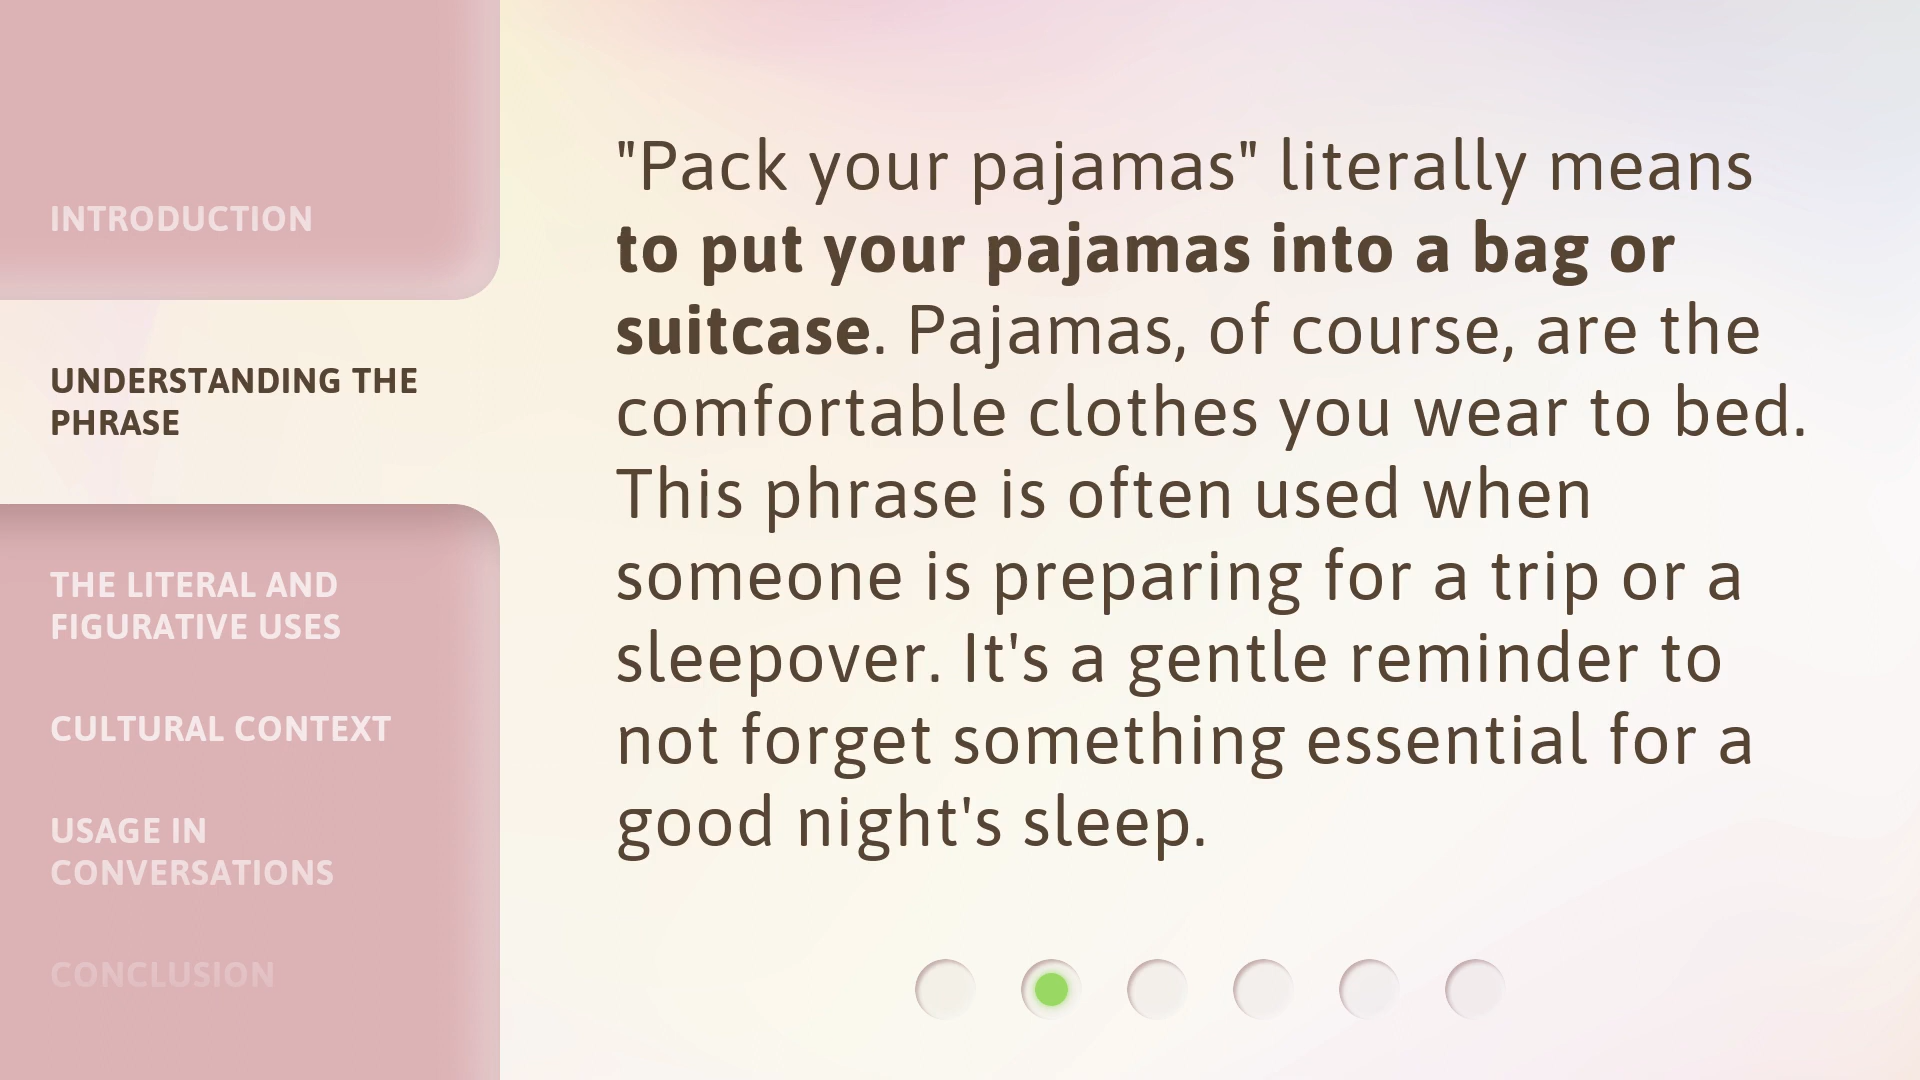 INTRODUCTION
UNDERSTANDING THE
PHRASE
THE LITERAL AND
FIGURATIVE USES
CULTURAL CONTEXT
USAGE IN
CONVERSATIONS
CONCLUSION
"Pack your pajamas" literally means
to put your pajamas into a bag or
suitcase. Pajamas, of course, are the
comfortable clothes you wear to bed.
This phrase is often used when
someone is preparing for a trip or a
sleepover. It's a gentle reminder to
not forget something essential for a
good night's sleep.